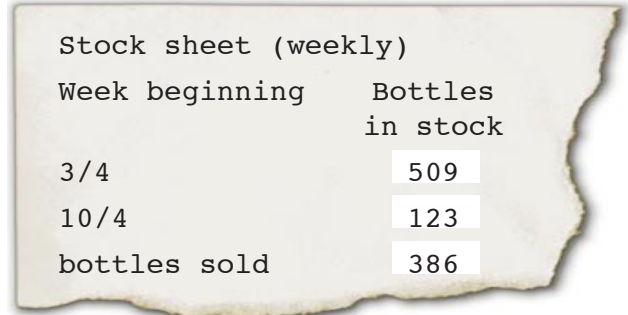 Stock sheet (weekly)
Week beginning Bottles
in stock
3/4 509
10/4 123
bottles sold 386